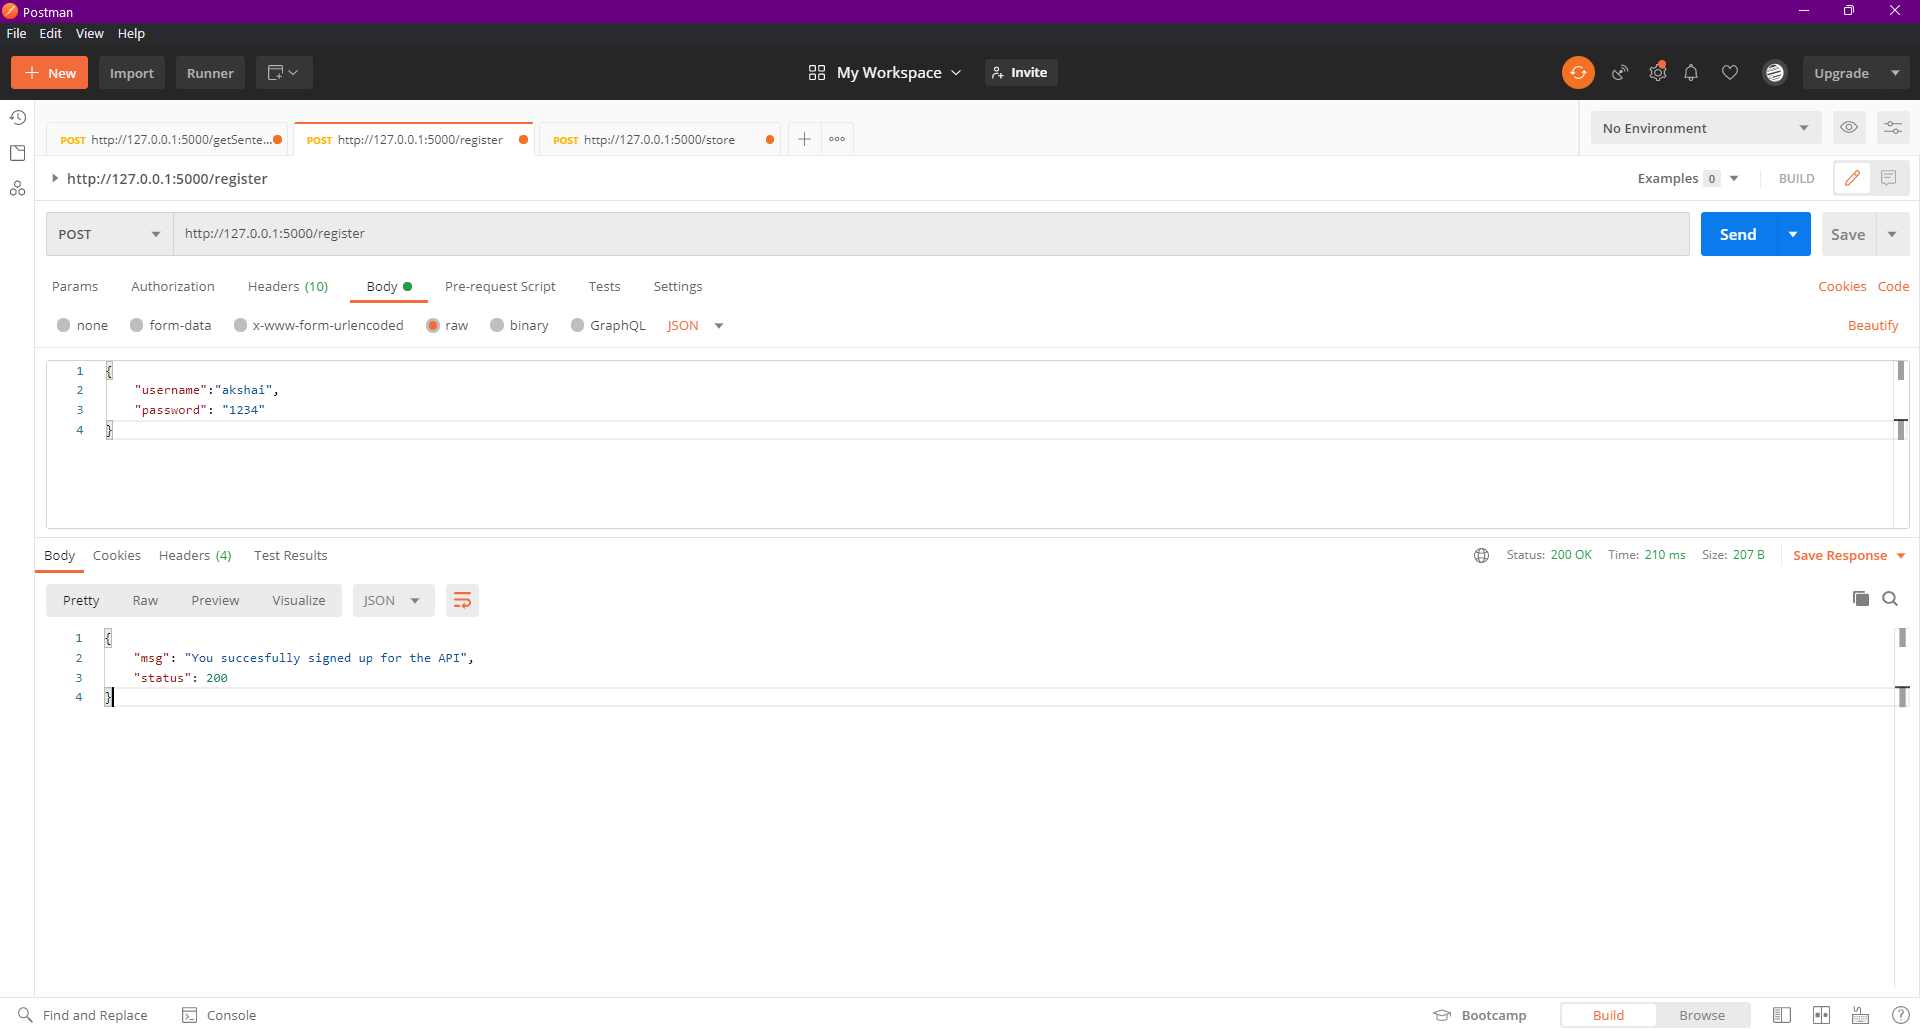 Postman
File Edit View Help
New Import Runner My Workspace Invite Upgrade
POST http://127.0.0.1:5000/getSente... POST http://127.0.0.1:5000/register POST http://127.0.0.1:5000/store No Environment
http://127.0.0.1:5000/register Examples 0 BUILD
POST http://127.0.0.1:5000/register Send Save
Params Authorization Headers (10) Body Pre-request Script Tests Settings Cookies Code
none form-data x-www-form-urlencoded raw binary GraphQL JSON Beautify
1 {
2 "username":"akshai",
3 "password": "1234"
4 }
Body Cookies Headers (4) Test Results Status: 200 OK Time: 210 ms Size: 207 B Save Response
Pretty Raw Preview Visualize JSON
1 {
2 "msg": "You succesfully signed up for the API",
3 "status": 200
4 }
Find and Replace Console Bootcamp Build Browse